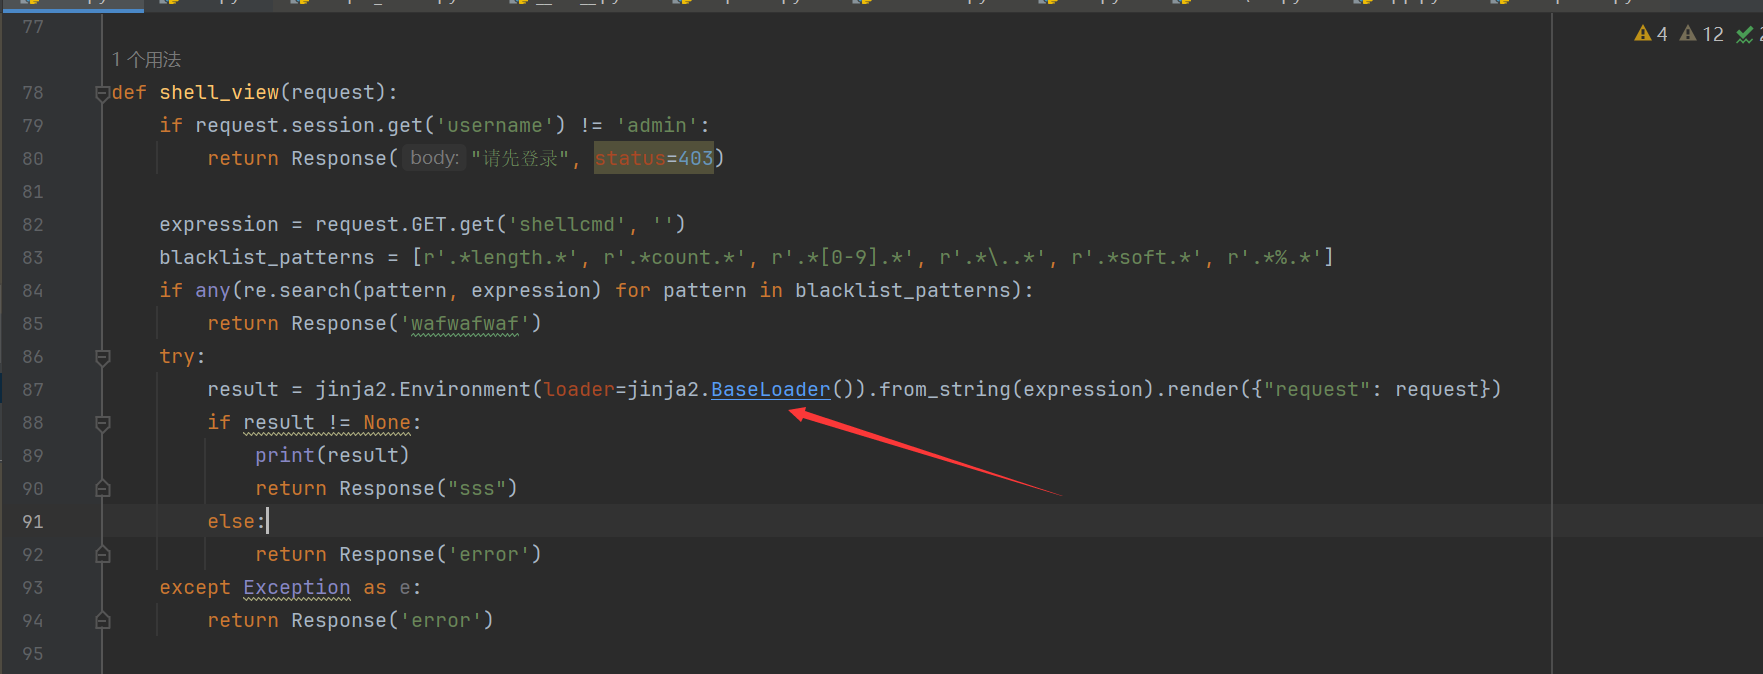 77
1 个用法
78 def shell_view(request):
79 if request.session.get('username') != 'admin':
80 return Response( body: "请先登录", status=403)
81
82 expression = request.GET.get('shellcmd', '')
83 blacklist_patterns = [r'.*length.*', r'.*count.*', r'.*[0-9].*', r'.*\..*', r'.*soft.*', r'.*%.*']
84 if any(re.search(pattern, expression) for pattern in blacklist_patterns):
85 return Response('wafwafwaf')
86 try:
87 result = jinja2.Environment(loader=jinja2.BaseLoader()).from_string(expression).render({"request": request})
88 if result != None:
89 print(result)
90 return Response("sss")
91 else:
92 return Response('error')
93 except Exception as e:
94 return Response('error')
95
4 12